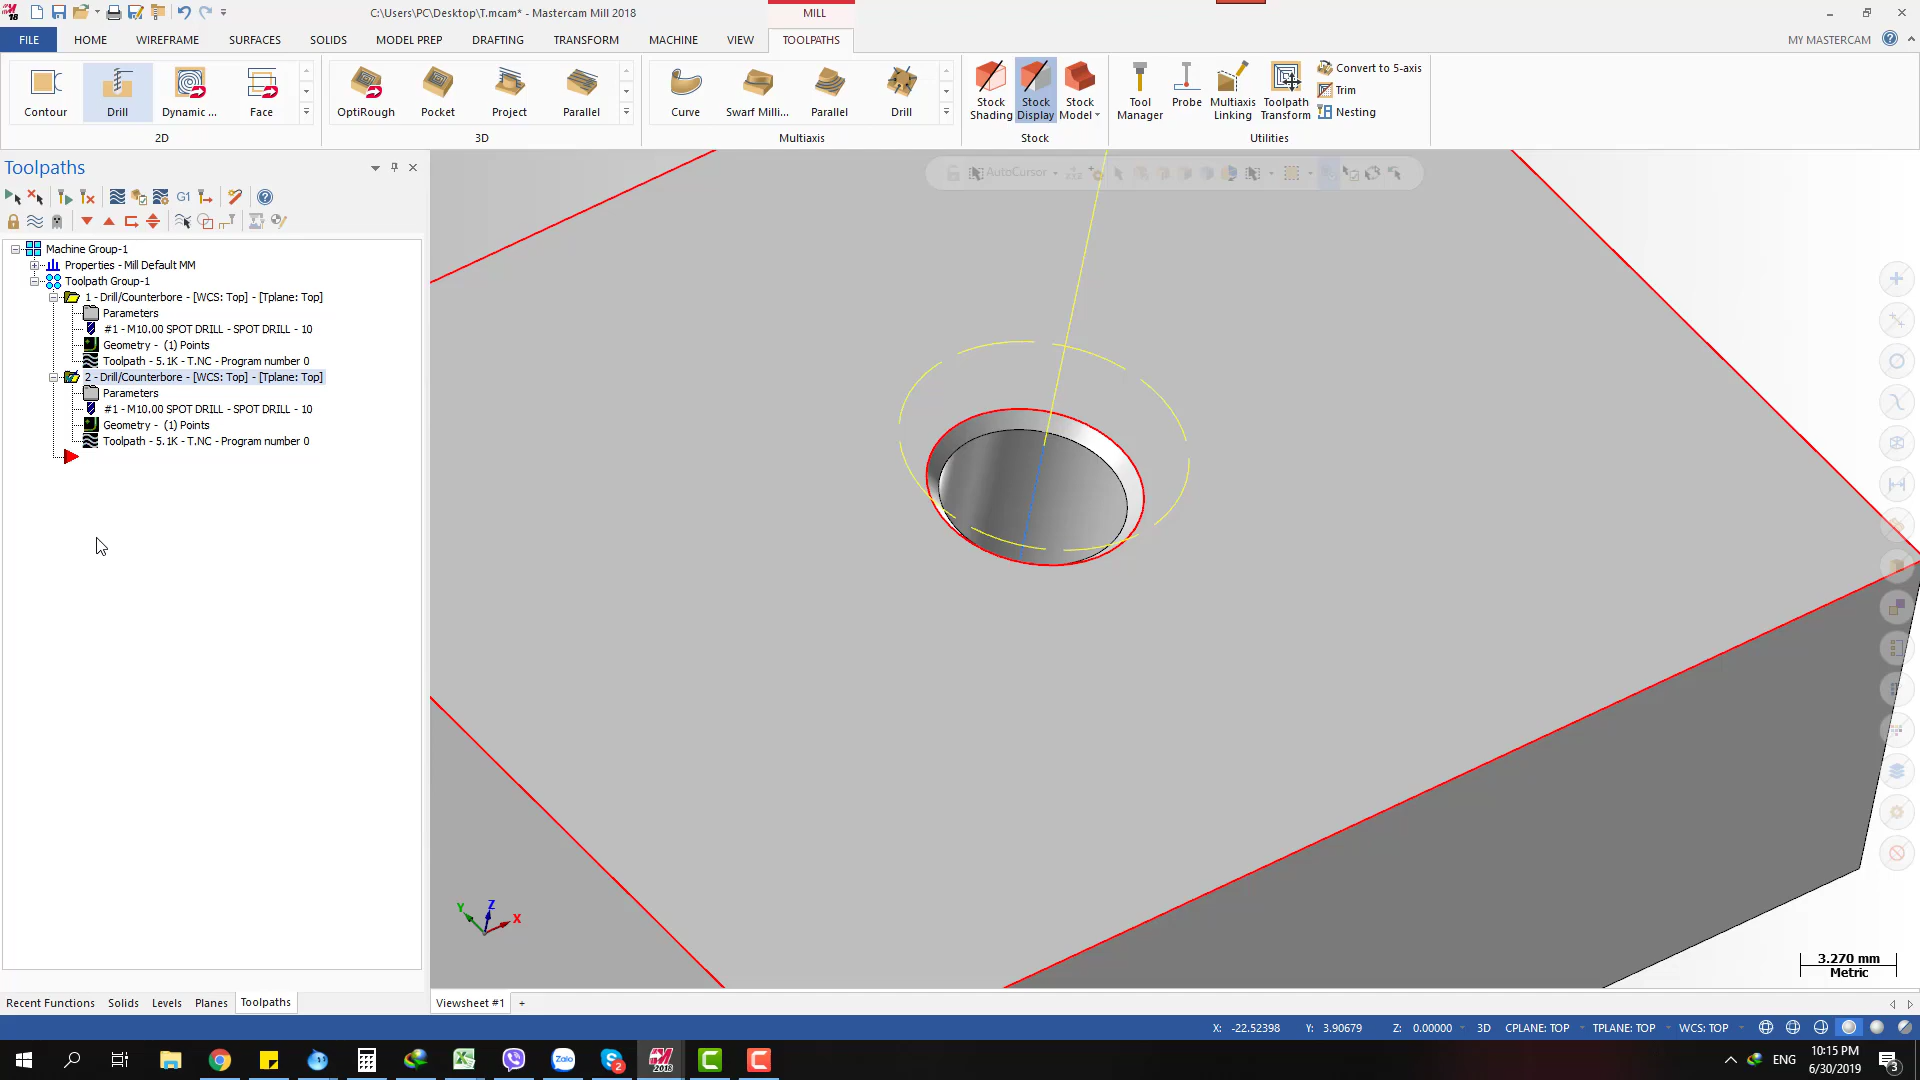 C:\Users\PC\Desktop\T.mcam* - Mastercam Mill 2018
MILL
FILE
HOME
WIREFRAME
SURFACES
SOLIDS
MODEL PREP
DRAFTING
TRANSFORM
MACHINE
VIEW
TOOLPATHS
MY MASTERCAM
Contour
Drill
Dynamic ...
Face
2D
OptiRough
Pocket
Project
Parallel
3D
Curve
Swarf Milli...
Parallel
Drill
Multiaxis
Stock Shading
Stock Display
Stock Model
Stock
Tool Manager
Probe
Multiaxis Linking
Toolpath Transform
Convert to 5-axis
Trim
Nesting
Utilities
Toolpaths
AutoCursor
G1
Machine Group-1
Properties - Mill Default MM
Toolpath Group-1
1 - Drill/Counterbore - [WCS: Top] - [Tplane: Top]
Parameters
#1 - M10.00 SPOT DRILL - SPOT DRILL - 10
Geometry - (1) Points
Toolpath - 5.1K - T.NC - Program number 0
2 - Drill/Counterbore - [WCS: Top] - [Tplane: Top]
Parameters
#1 - M10.00 SPOT DRILL - SPOT DRILL - 10
Geometry - (1) Points
Toolpath - 5.1K - T.NC - Program number 0
Y
Z
X
3.270 mm
Metric
Recent Functions
Solids
Levels
Planes
Toolpaths
Viewsheet #1
+
X: -22.52398
Y: 3.90679
Z: 0.00000
3D
CPLANE: TOP
TPLANE: TOP
WCS: TOP
Zalo
2
2018
ENG
10:15 PM
6/30/2019
3